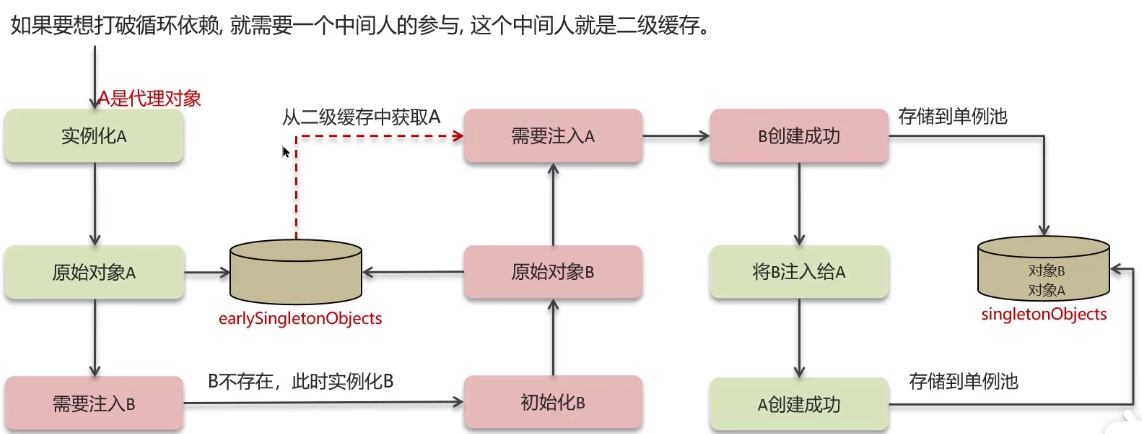 如果要想打破循环依赖, 就需要一个中间人的参与, 这个中间人就是二级缓存。
A是代理对象
实例化A
从二级缓存中获取A
需要注入A
B创建成功
存储到单例池
原始对象A
earlySingletonObjects
原始对象B
将B注入给A
对象B
对象A
singletonObjects
需要注入B
B不存在，此时实例化B
初始化B
A创建成功
存储到单例池